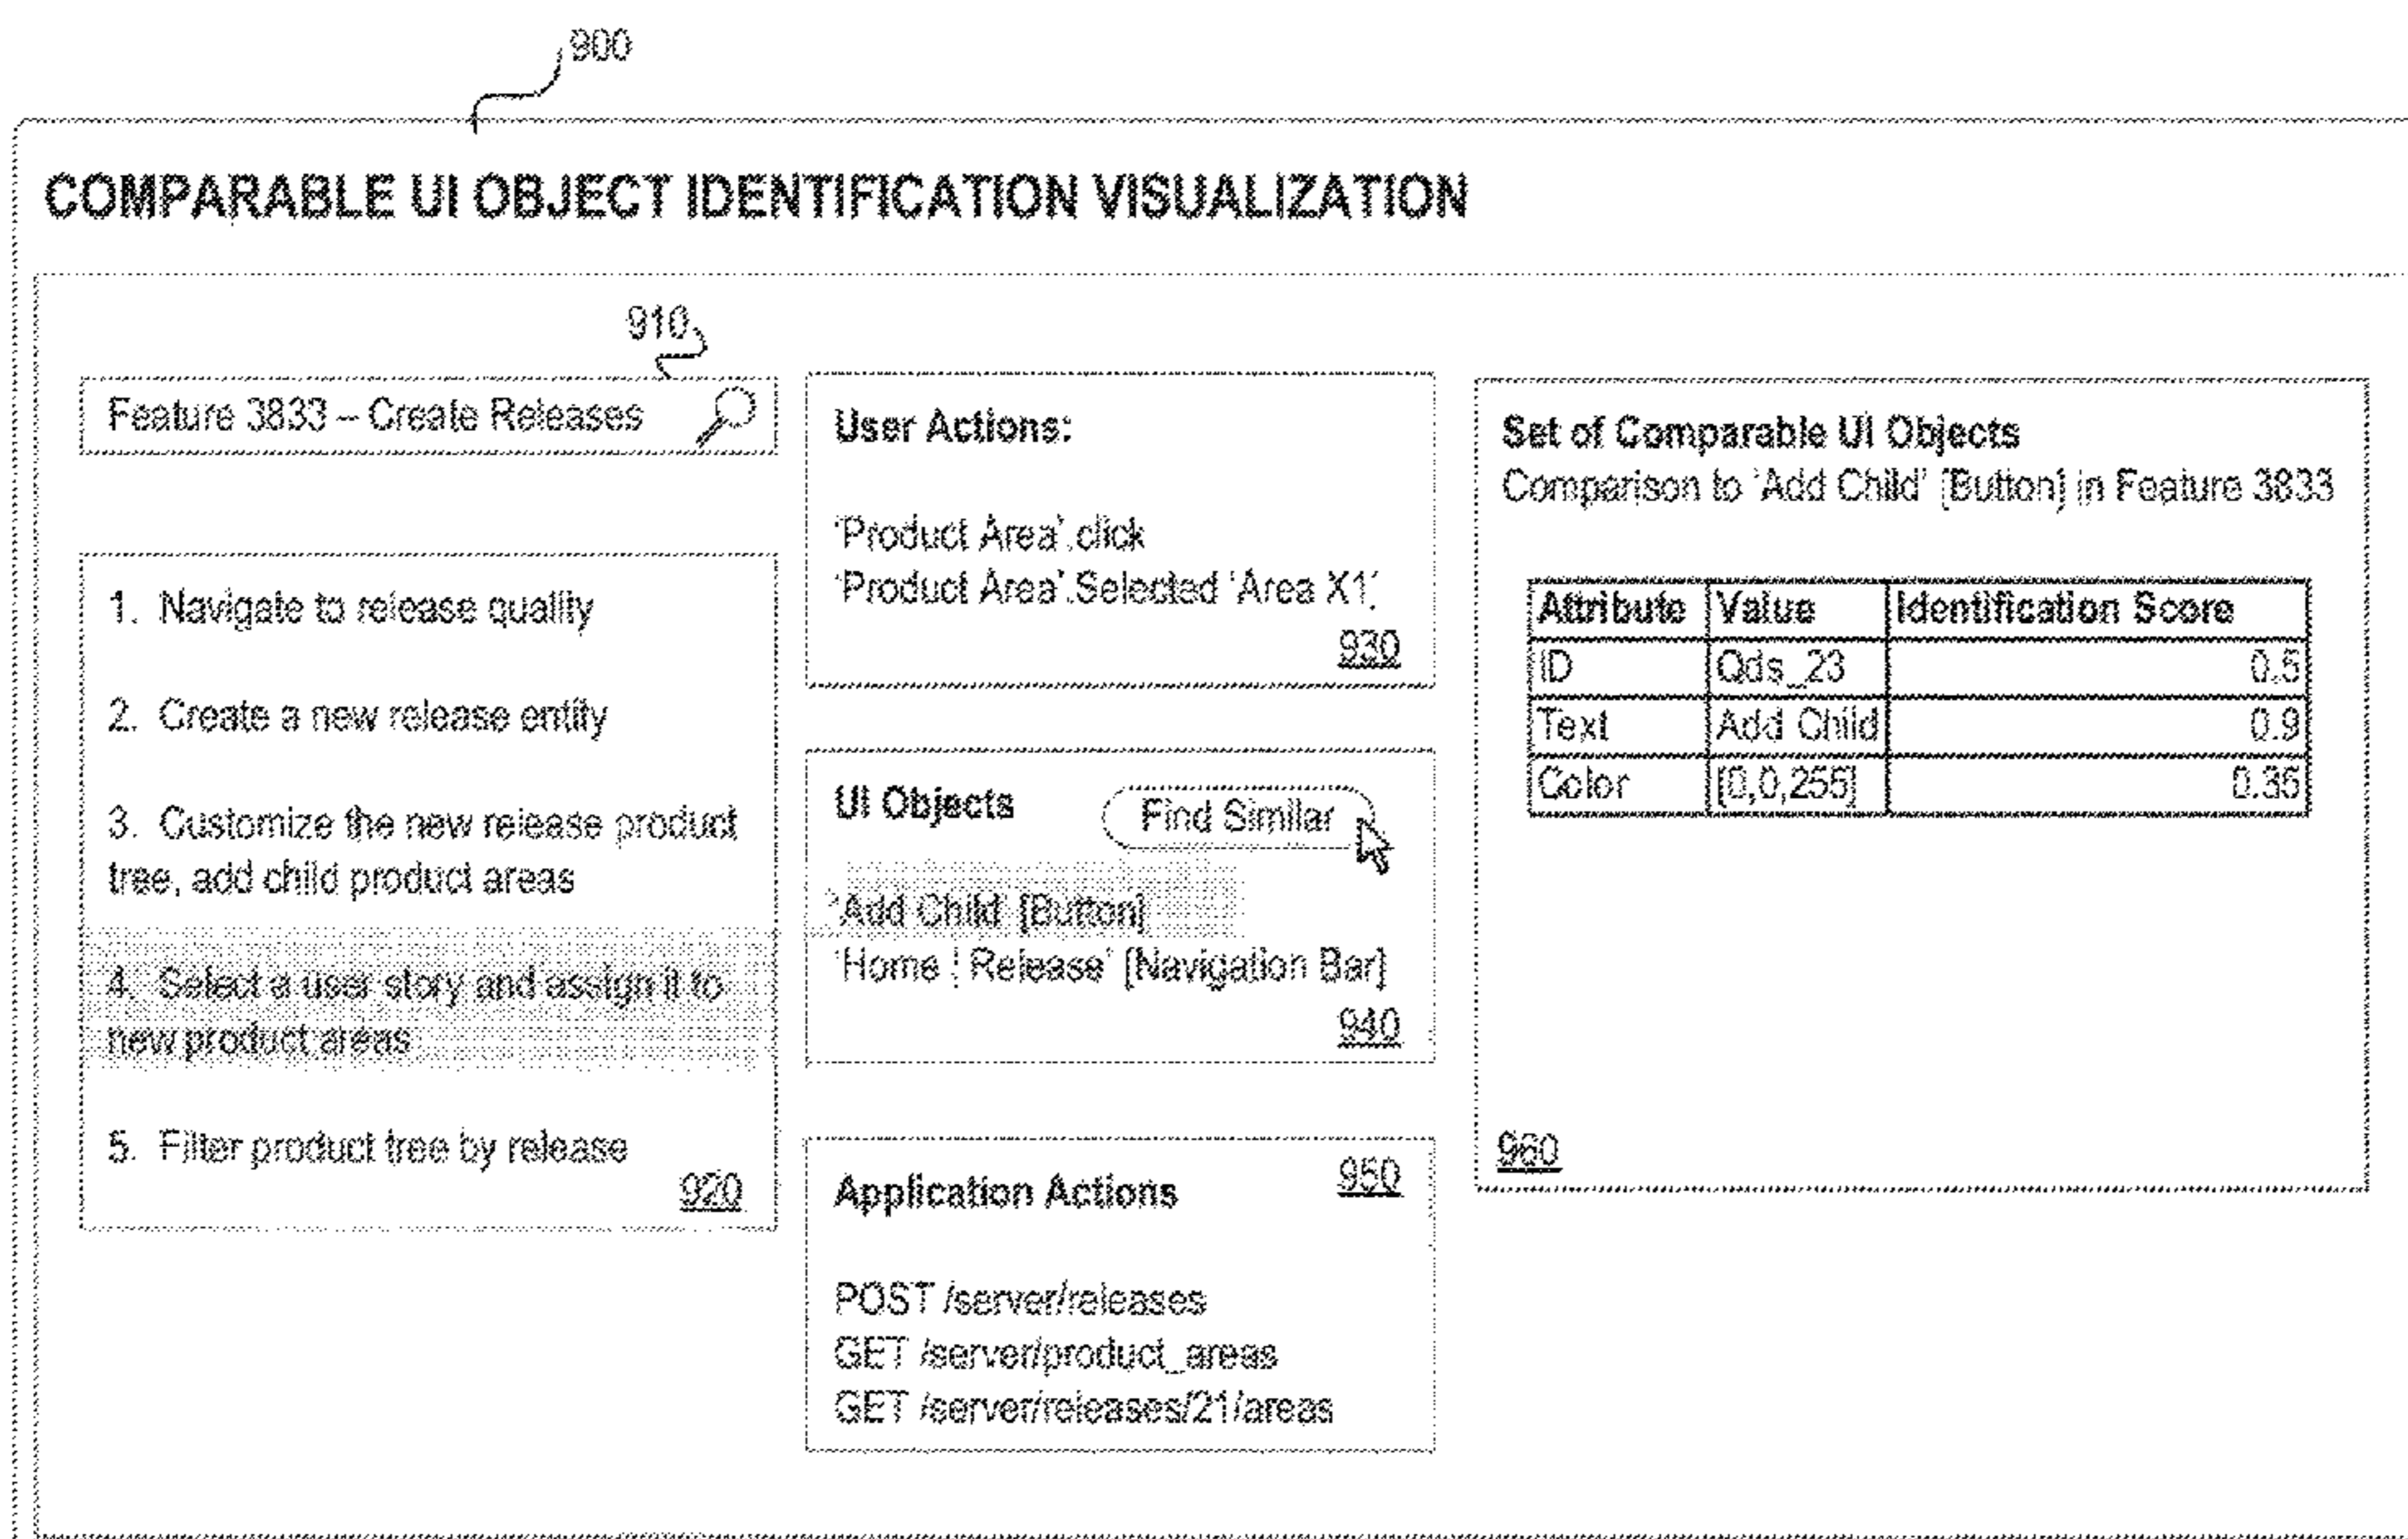 900
COMPARABLE UI OBJECT IDENTIFICATION VISUALIZATION
910
Feature 3833 – Create Releases
1. Navigate to release quality
2. Create a new release entity
3. Customize the new release product
tree, add child product areas
4. Select a user story and assign it to
new product areas
5. Filter product tree by release
920
User Actions:
'Product Area'.click
'Product Area'.Selected 'Area X1'
930
UI Objects
Find Similar
'Add Child' [Button]
'Home | Release' [Navigation Bar]
940
Application Actions
950
POST /server/releases
GET /server/product_areas
GET /server/releases/21/areas
Set of Comparable UI Objects
Comparison to 'Add Child' [Button] in Feature 3833
Attribute Value Identification Score
ID Qds_23 0.5
Text Add Child 0.9
Color [0,0,255] 0.35
960